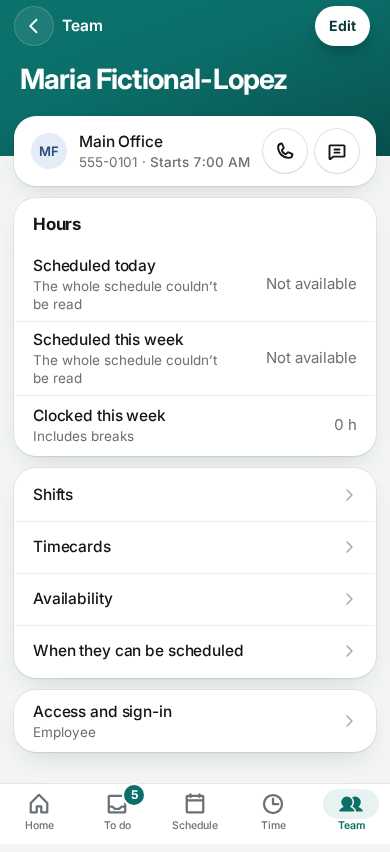 Team
Edit
Maria Fictional-Lopez
MF
Main Office
555-0101 · Starts 7:00 AM
Hours
Scheduled today
The whole schedule couldn’t
be read
Not available
Scheduled this week
The whole schedule couldn’t
be read
Not available
Clocked this week
Includes breaks
0 h
Shifts
Timecards
Availability
When they can be scheduled
Access and sign-in
Employee
5
Home
To do
Schedule
Time
Team